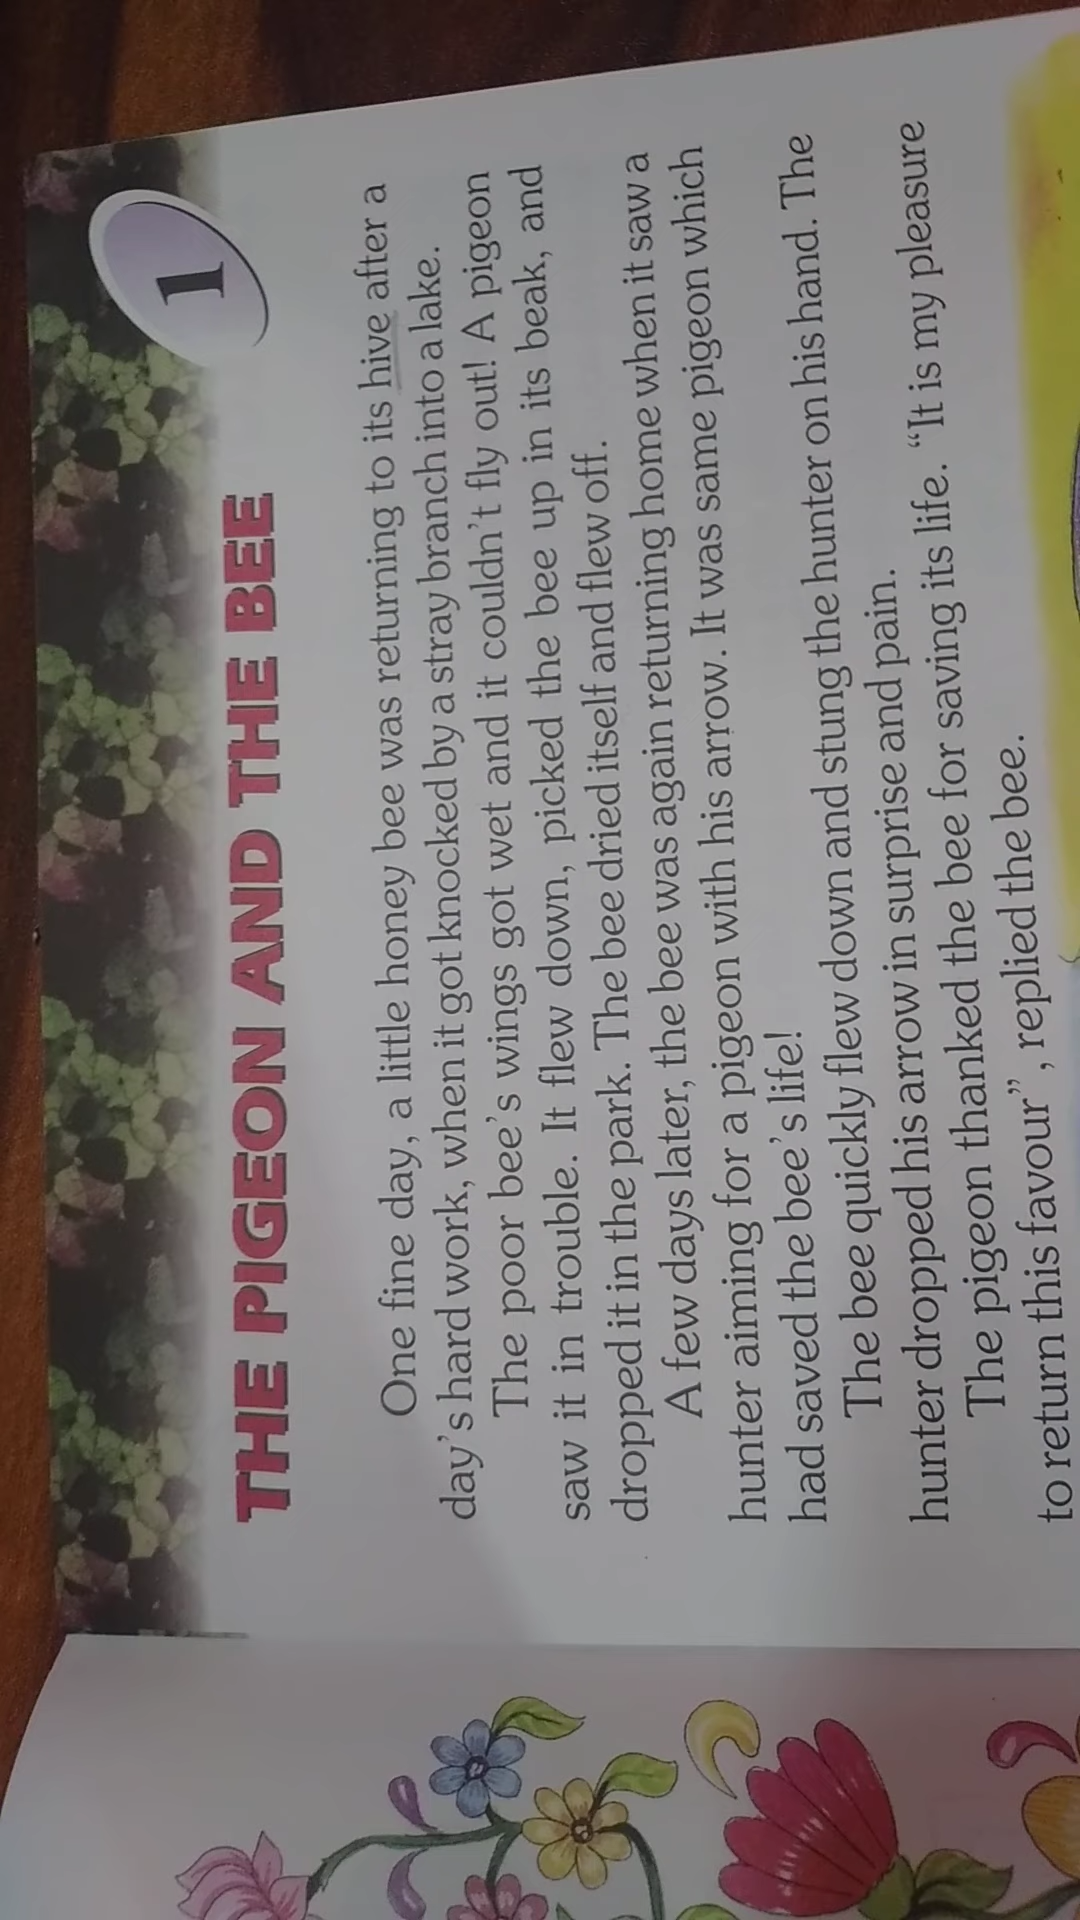 1
THE PIGEON AND THE BEE
One fine day, a little honey bee was returning to its hive after a
day's hard work, when it got knocked by a stray branch into a lake.
The poor bee's wings got wet and it couldn't fly out! A pigeon
saw it in trouble. It flew down, picked the bee up in its beak, and
dropped it in the park. The bee dried itself and flew off.
A few days later, the bee was again returning home when it saw a
hunter aiming for a pigeon with his arrow. It was same pigeon which
had saved the bee's life!
The bee quickly flew down and stung the hunter on his hand. The
hunter dropped his arrow in surprise and pain.
The pigeon thanked the bee for saving its life. “It is my pleasure
to return this favour” , replied the bee.